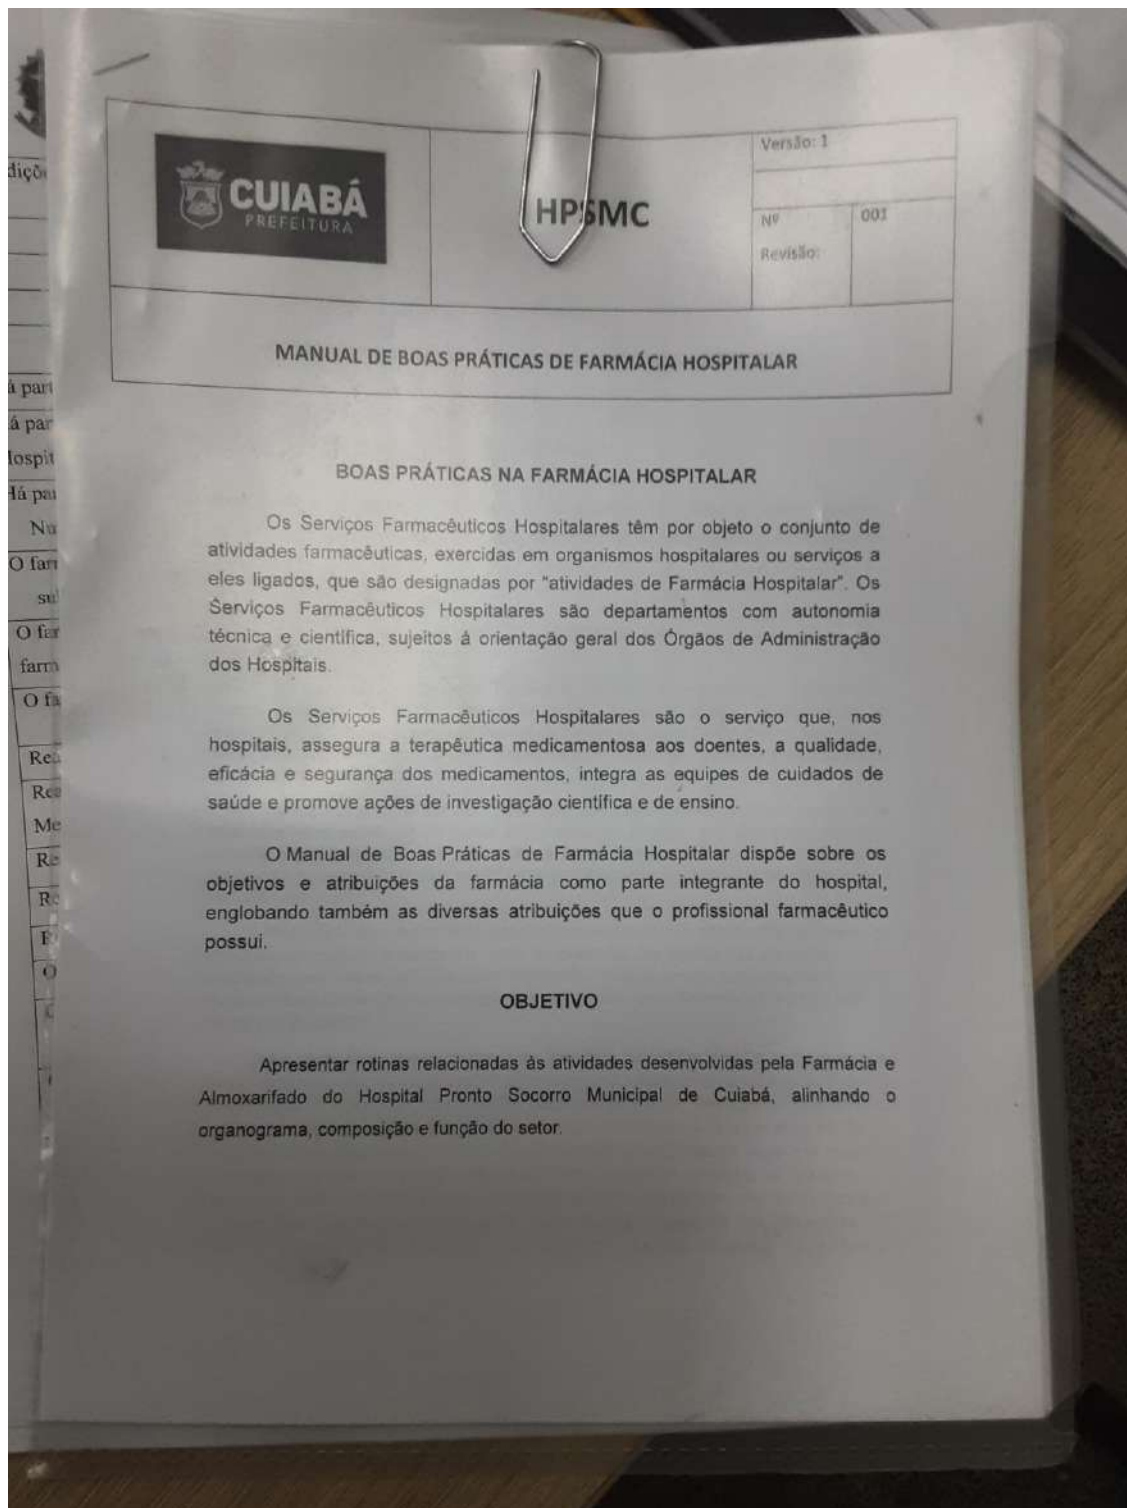 CUIABÁ
PREFEITURA
HPSMC
Versão: 1
Nº 001
Revisão:
MANUAL DE BOAS PRÁTICAS DE FARMÁCIA HOSPITALAR
BOAS PRÁTICAS NA FARMÁCIA HOSPITALAR
Os Serviços Farmacêuticos Hospitalares têm por objeto o conjunto de
atividades farmacêuticas, exercidas em organismos hospitalares ou serviços a
eles ligados, que são designadas por "atividades de Farmácia Hospitalar". Os
Serviços Farmacêuticos Hospitalares são departamentos com autonomia
técnica e científica, sujeitos á orientação geral dos Órgãos de Administração
dos Hospitais.
Os Serviços Farmacêuticos Hospitalares são o serviço que, nos
hospitais, assegura a terapêutica medicamentosa aos doentes, a qualidade,
eficácia e segurança dos medicamentos, integra as equipes de cuidados de
saúde e promove ações de investigação científica e de ensino.
O Manual de Boas Práticas de Farmácia Hospitalar dispõe sobre os
objetivos e atribuições da farmácia como parte integrante do hospital,
englobando também as diversas atribuições que o profissional farmacêutico
possui.
OBJETIVO
Apresentar rotinas relacionadas às atividades desenvolvidas pela Farmácia e
Almoxarifado do Hospital Pronto Socorro Municipal de Cuiabá, alinhando o
organograma, composição e função do setor.